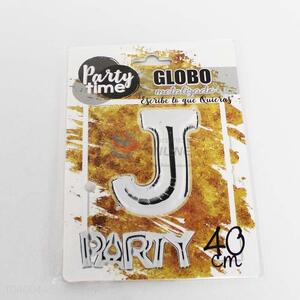 Party
time
GLOBO
metalizado
Escribe lo que Quieras
J
PARTY
40
cm